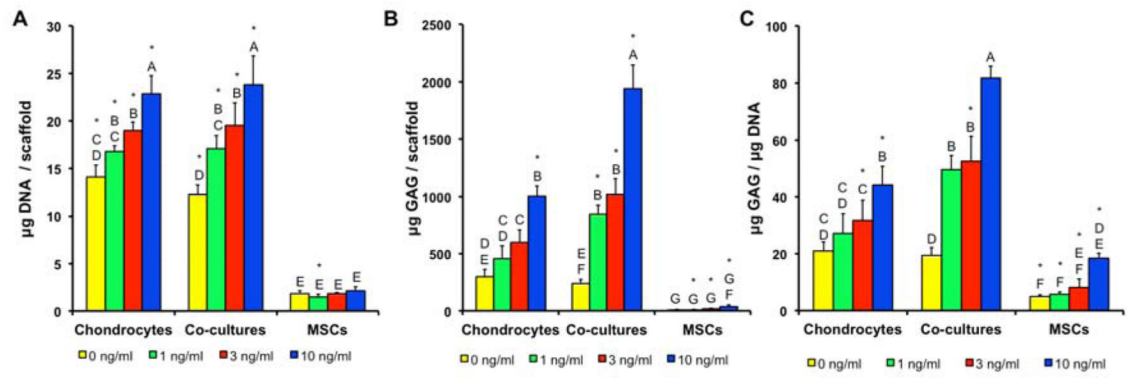 A
B
C
µg DNA / scaffold
30
25
20
15
10
5
0
* C D
* B C
* B
* A
* D
* B C
* B
* A
E
* E
E
E
Chondrocytes Co-cultures MSCs
0 ng/ml 1 ng/ml 3 ng/ml 10 ng/ml
µg GAG / scaffold
2500
2000
1500
1000
500
0
D E
C D
C
* B
E F
* B
* B
* A
G
* G
* G
* G F
Chondrocytes Co-cultures MSCs
0 ng/ml 1 ng/ml 3 ng/ml 10 ng/ml
µg GAG / µg DNA
100
80
60
40
20
0
C D
C D
* C
* B
D
B
* B
A
* F
* F
* E F
* D E
Chondrocytes Co-cultures MSCs
0 ng/ml 1 ng/ml 3 ng/ml 10 ng/ml